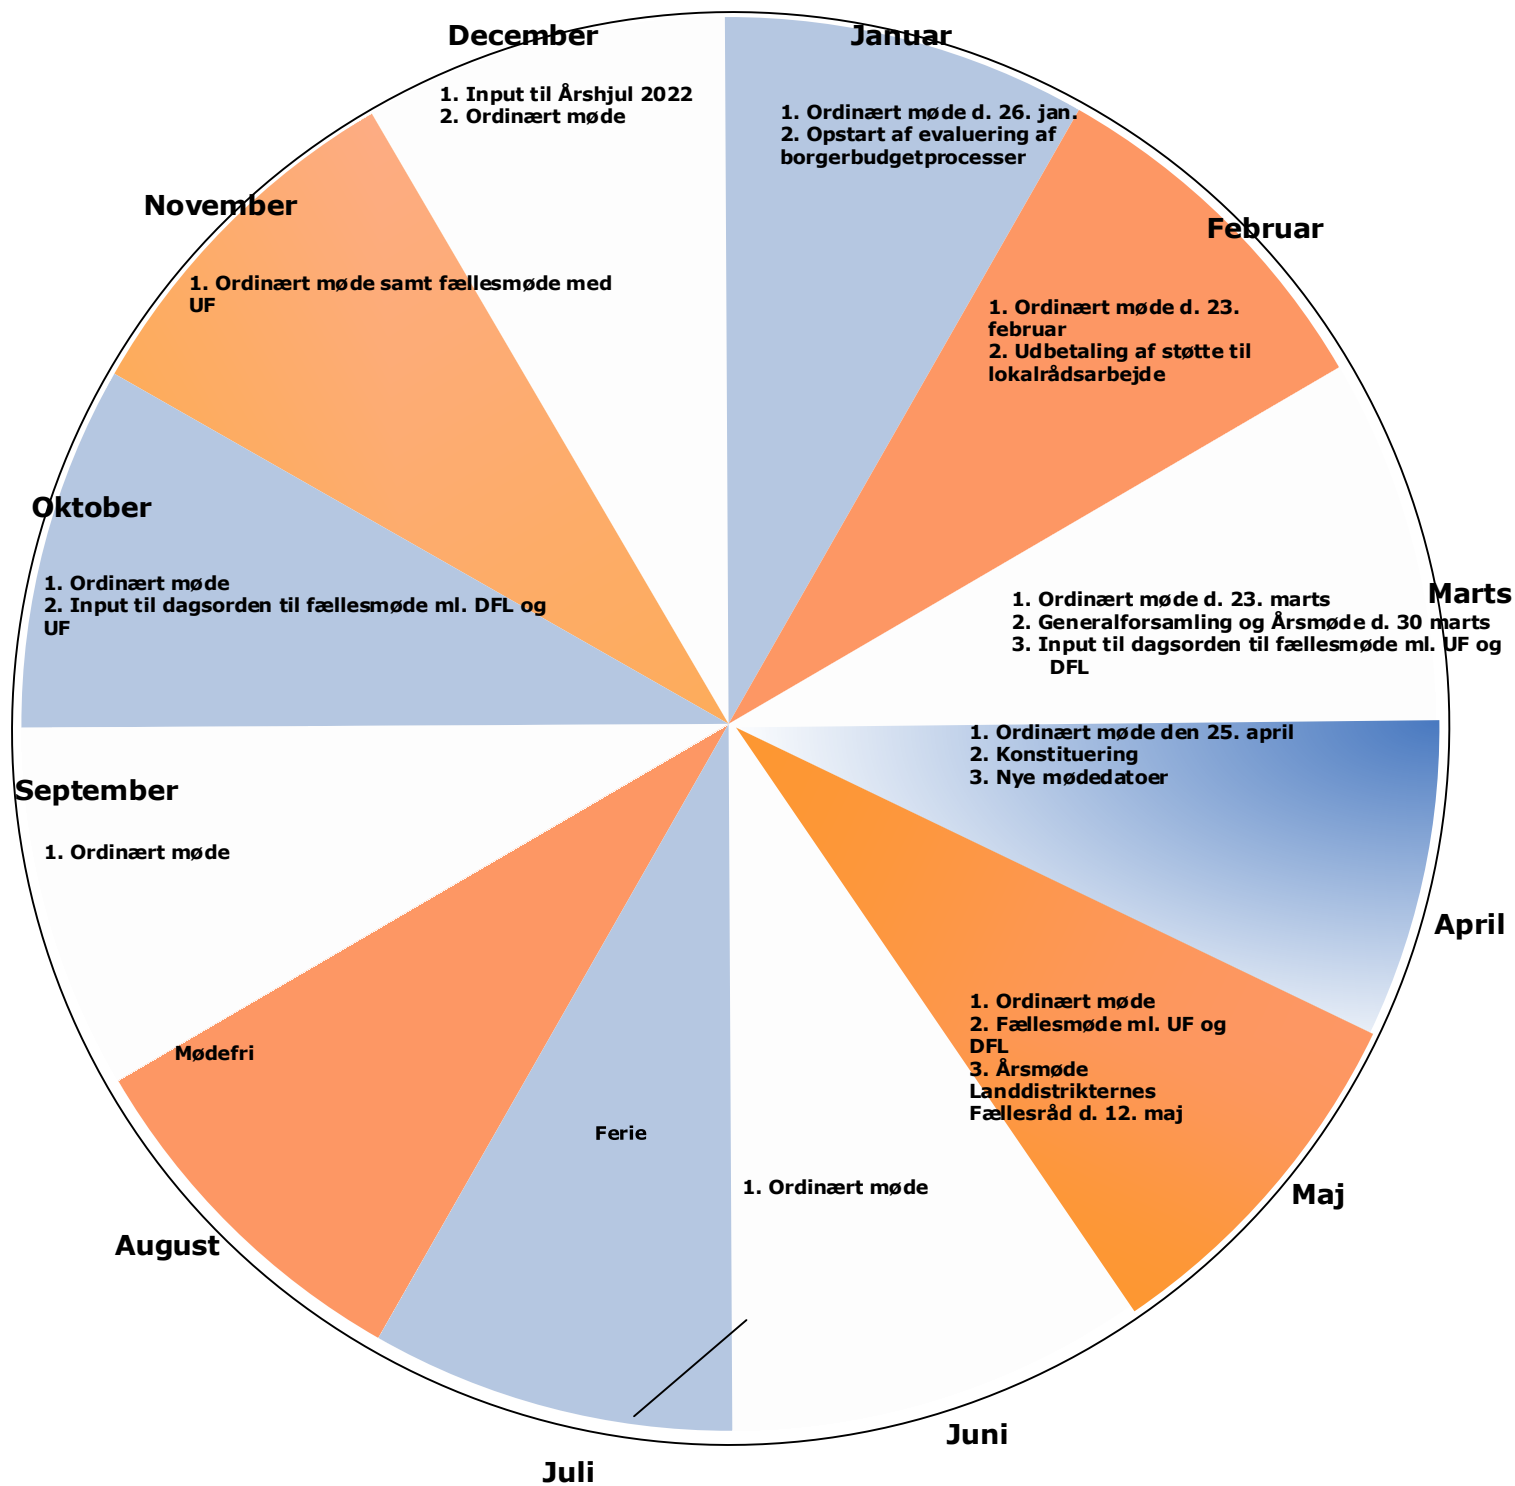 Januar
1. Ordinært møde d. 26. jan.
2. Opstart af evaluering af
borgerbudgetprocesser
Februar
1. Ordinært møde d. 23.
februar
2. Udbetaling af støtte til
lokalrådsarbejde
Marts
1. Ordinært møde d. 23. marts
2. Generalforsamling og Årsmøde d. 30 marts
3. Input til dagsorden til fællesmøde ml. UF og
DFL
April
1. Ordinært møde den 25. april
2. Konstituering
3. Nye mødedatoer
Maj
1. Ordinært møde
2. Fællesmøde ml. UF og
DFL
3. Årsmøde
Landdistrikternes
Fællesråd d. 12. maj
Juni
1. Ordinært møde
Juli
Ferie
August
Mødefri
September
1. Ordinært møde
Oktober
1. Ordinært møde
2. Input til dagsorden til fællesmøde ml. DFL og
UF
November
1. Ordinært møde samt fællesmøde med
UF
December
1. Input til Årshjul 2022
2. Ordinært møde